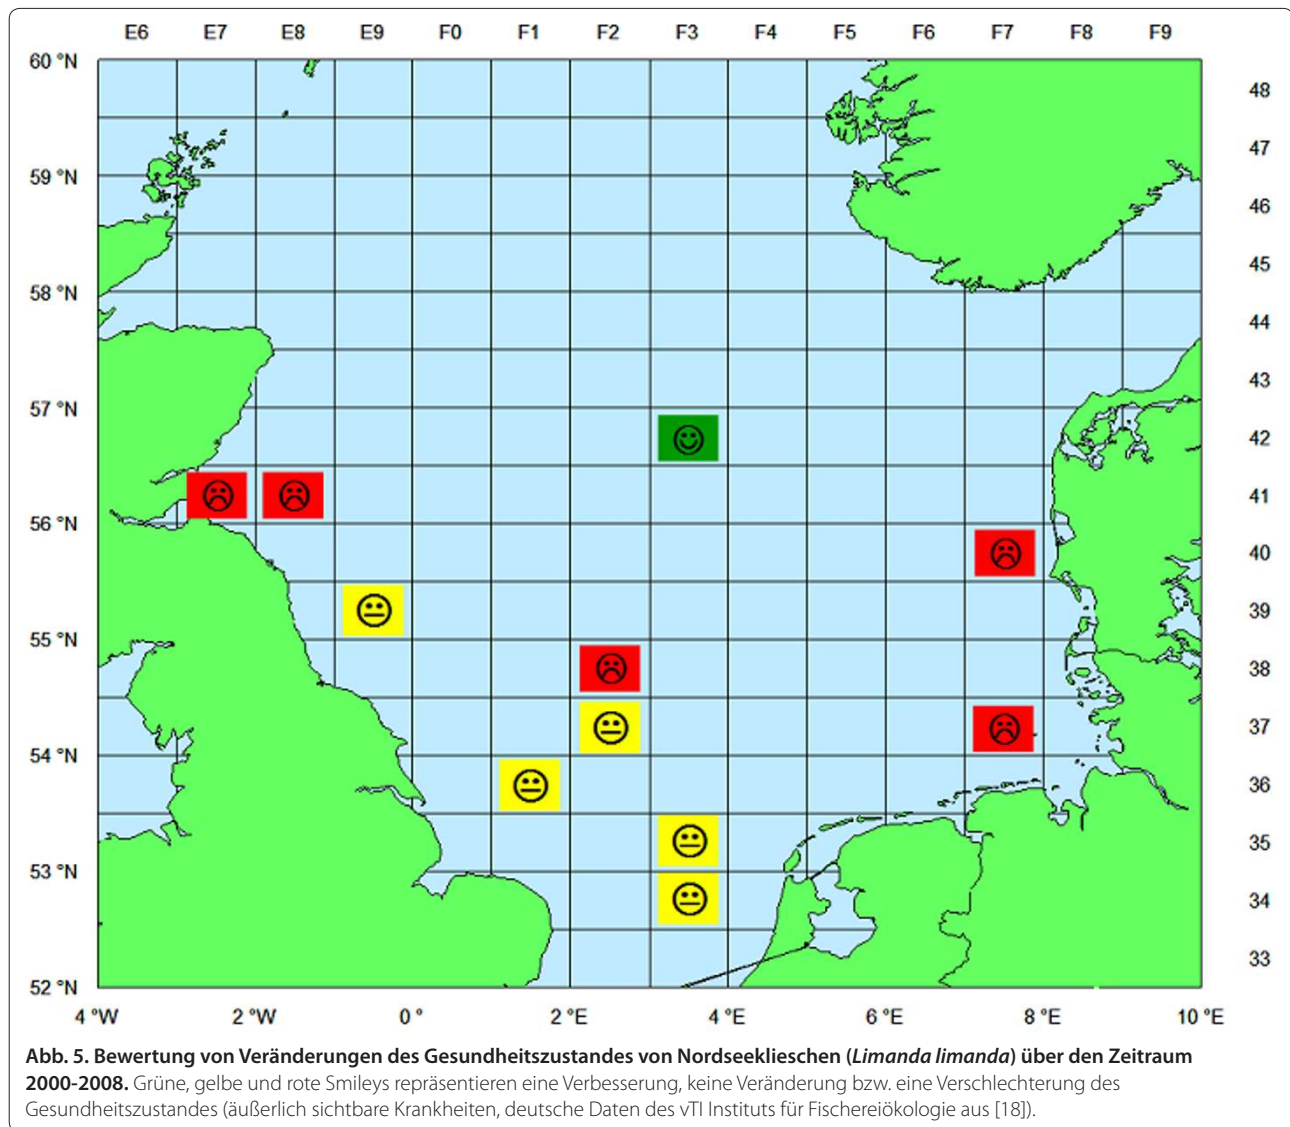 E6 E7 E8 E9 F0 F1 F2 F3 F4 F5 F6 F7 F8 F9
60 °N
48
47
59 °N
46
45
58 °N
44
43
57 °N
42
41
56 °N
40
39
55 °N
38
37
54 °N
36
35
53 °N
34
33
52 °N
4 °W 2 °W 0 ° 2 °E 4 °E 6 °E 8 °E 10 °E
Abb. 5. Bewertung von Veränderungen des Gesundheitszustandes von Nordseeklieschen (Limanda limanda) über den Zeitraum
2000-2008. Grüne, gelbe und rote Smileys repräsentieren eine Verbesserung, keine Veränderung bzw. eine Verschlechterung des
Gesundheitszustandes (äußerlich sichtbare Krankheiten, deutsche Daten des vTI Instituts für Fischereiökologie aus [18]).